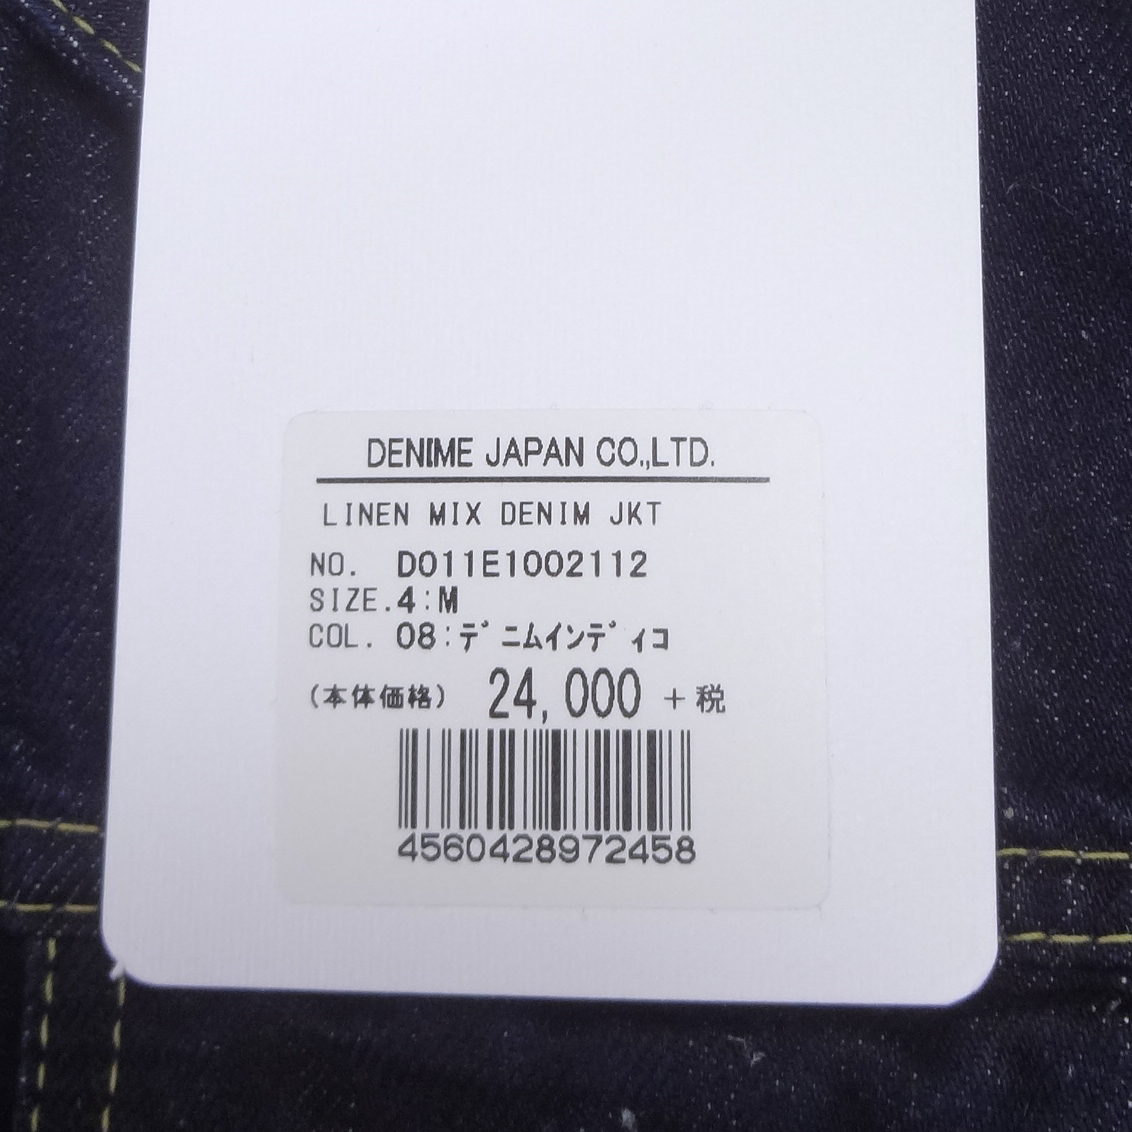 DENIME JAPAN CO.,LTD.
LINEN MIX DENIM JKT
NO. D011E1002112
SIZE.4:M
COL. 08:ﾃﾞﾆﾑｲﾝﾃﾞｨｺ
(本体価格) 24,000 +税
4560428972458